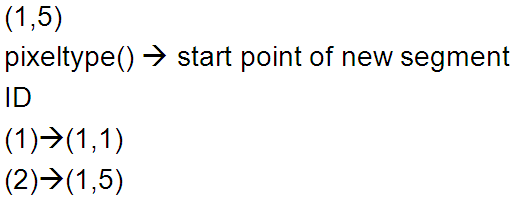 (1,5)
pixeltype() → start point of new segment
ID
(1)→(1,1)
(2)→(1,5)